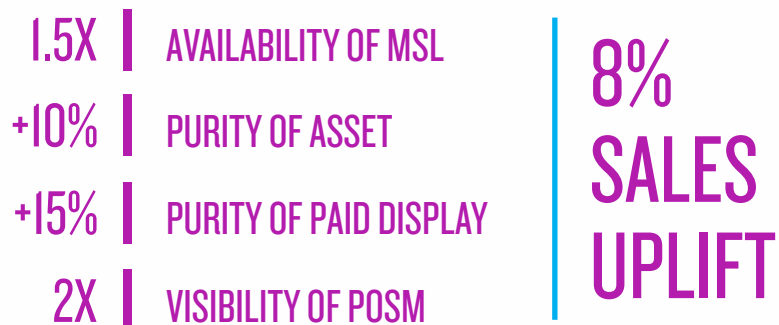 1.5X AVAILABILITY OF MSL
+10% PURITY OF ASSET
+15% PURITY OF PAID DISPLAY
2X VISIBILITY OF POSM
8%
SALES
UPLIFT